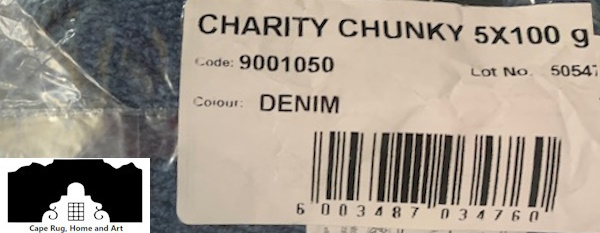 CHARITY CHUNKY 5X100 g
Code: 9001050
Lot No. 50547
Colour: DENIM
6 003487 034760
Cape Rug, Home and Art